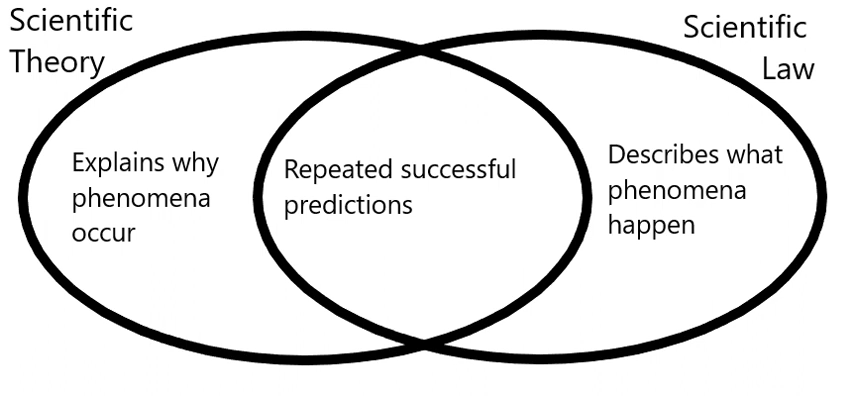 Scientific
Theory
Scientific
Law
Explains why
phenomena
occur
Repeated successful
predictions
Describes what
phenomena
happen